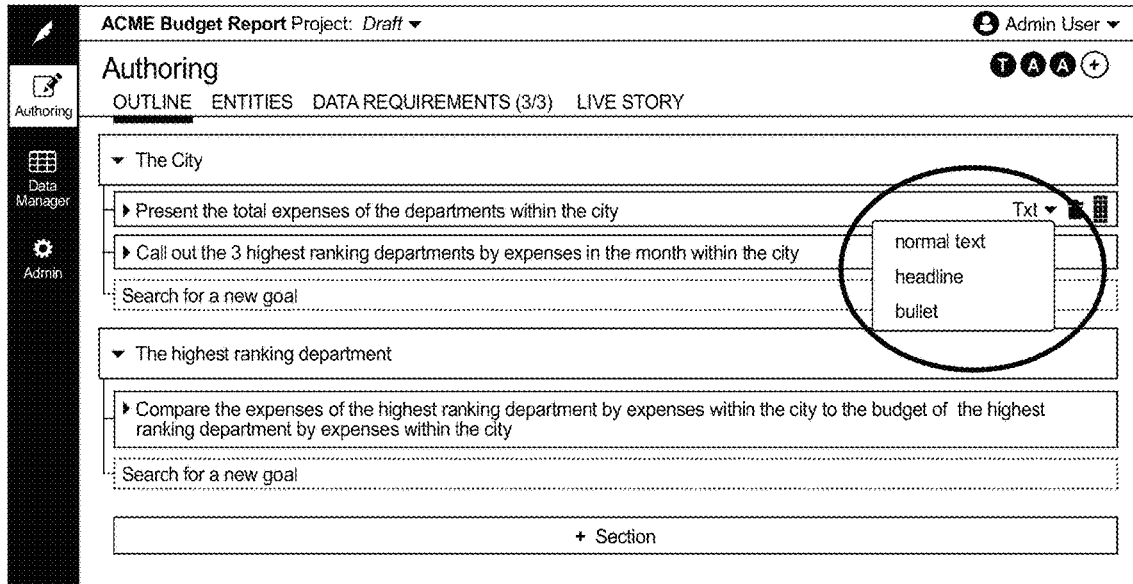 ACME Budget Report Project: Draft
Admin User
Authoring
T A A +
OUTLINE ENTITIES DATA REQUIREMENTS (3/3) LIVE STORY
Authoring
Data
Manager
Admin
The City
Present the total expenses of the departments within the city
Txt
Call out the 3 highest ranking departments by expenses in the month within the city
Search for a new goal
normal text
headline
bullet
The highest ranking department
Compare the expenses of the highest ranking department by expenses within the city to the budget of the highest
ranking department by expenses within the city
Search for a new goal
+ Section